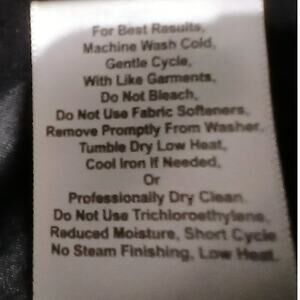 For Best Results,
Machine Wash Cold,
Gentle Cycle,
With Like Garments,
Do Not Bleach,
Do Not Use Fabric Softeners,
Remove Promptly From Washer,
Tumble Dry Low Heat,
Cool Iron If Needed,
Or
Professionally Dry Clean.
Do Not Use Trichloroethylene,
Reduced Moisture, Short Cycle
No Steam Finishing, Low Heat.